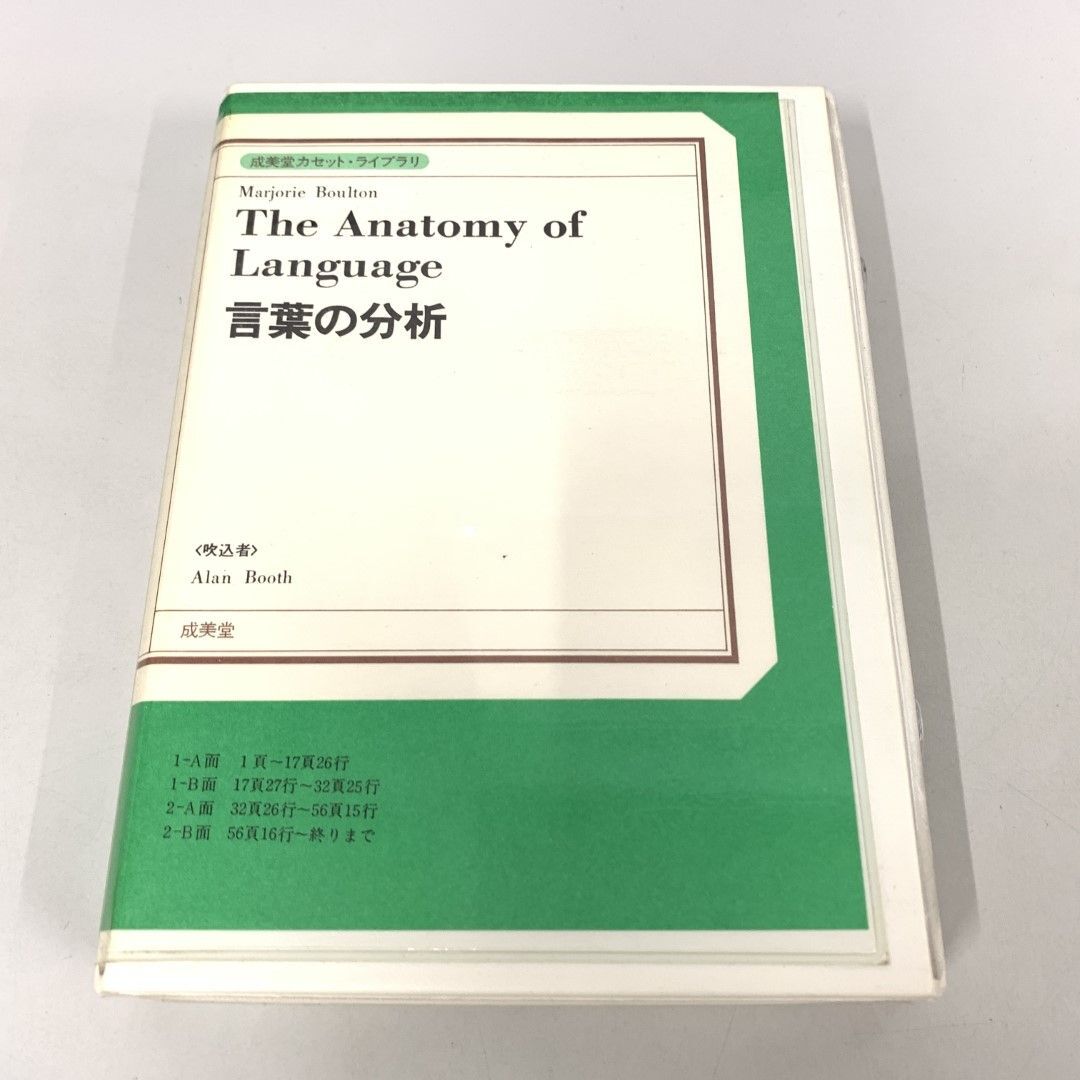 成美堂カセット・ライブラリ
Marjorie Boulton
The Anatomy of
Language
言葉の分析
〈吹込者〉
Alan Booth
成美堂
1-A面 1頁～17頁26行
1-B面 17頁27行～32頁25行
2-A面 32頁26行～56頁15行
2-B面 56頁16行～終りまで